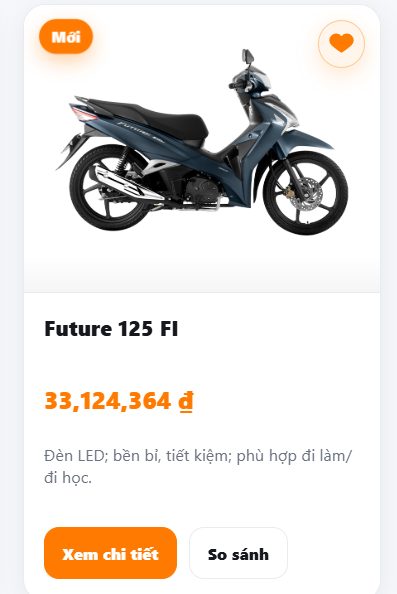 Mới
Future 125 FI
33,124,364 ₫
Đèn LED; bền bỉ, tiết kiệm; phù hợp đi làm/
đi học.
Xem chi tiết
So sánh